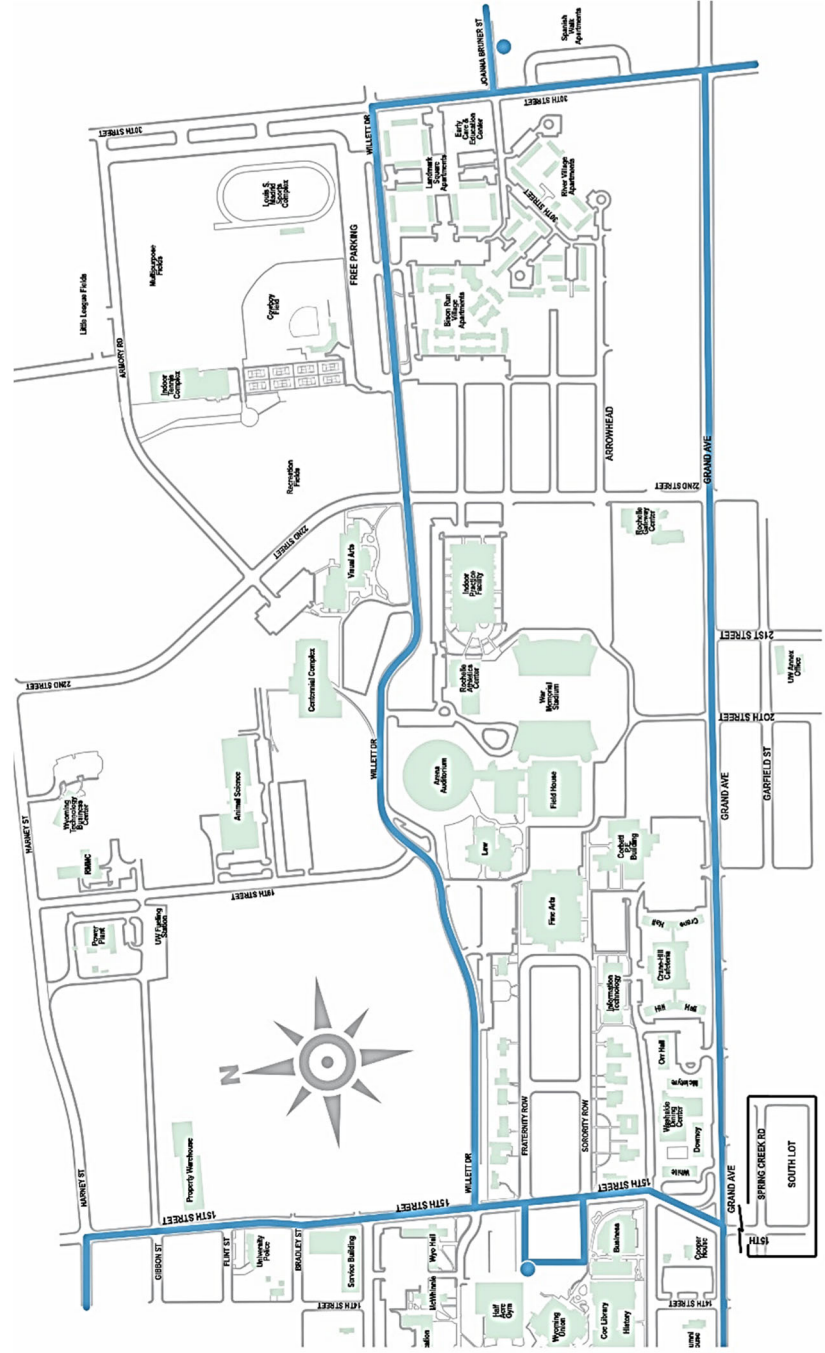 JOANNA BRUNER ST
Spanish
Walk
Apartments
30TH STREET
WILLETT DR
30TH STREET
Early
Care &
Education
Center
Landmark
Square
Apartments
River Village
Apartments
30TH STREET
Louis S.
Madrid
Sports
Complex
FREE PARKING
Multipurpose
Fields
Little League Fields
Cowboy
Field
Bison Run
Village
Apartments
ARMORY RD
Indoor
Tennis
Complex
ARROWHEAD
GRAND AVE
Recreation
Fields
22ND STREET
22ND STREET
Rochelle
Gateway
Center
Visual Arts
Indoor
Practice
Facility
21ST STREET
UW Annex
Office
22ND STREET
Centennial Complex
Rochelle
Athletics
Center
War
Memorial
Stadium
20TH STREET
GARFIELD ST
WILLETT DR
Arena
Auditorium
Field House
GRAND AVE
HARNEY ST
Wyoming
Technology
Business
Center
Animal Science
RMMC
Law
Corbett
P.E.
Building
19TH STREET
Power
Plant
UW Fueling
Station
Fine Arts
Crane
Hall
Crane-Hill
Cafeteria
Hill
Hall
Information
Technology
N
Orr Hall
McIntyre
Washakie
Dining
Center
Downey
White
FRATERNITY ROW
SORORITY ROW
WILLETT DR
HARNEY ST
Property Warehouse
15TH STREET
15TH STREET
15TH STREET
GRAND AVE
SPRING CREEK RD
SOUTH LOT
15TH
GIBBON ST
FLINT ST
University
Police
BRADLEY ST
Service Building
Wyo Hall
McWhinnie
Business
Cooper
House
14TH STREET
14TH STREET
Half
Acre
Gym
Wyoming
Union
Coe Library
History